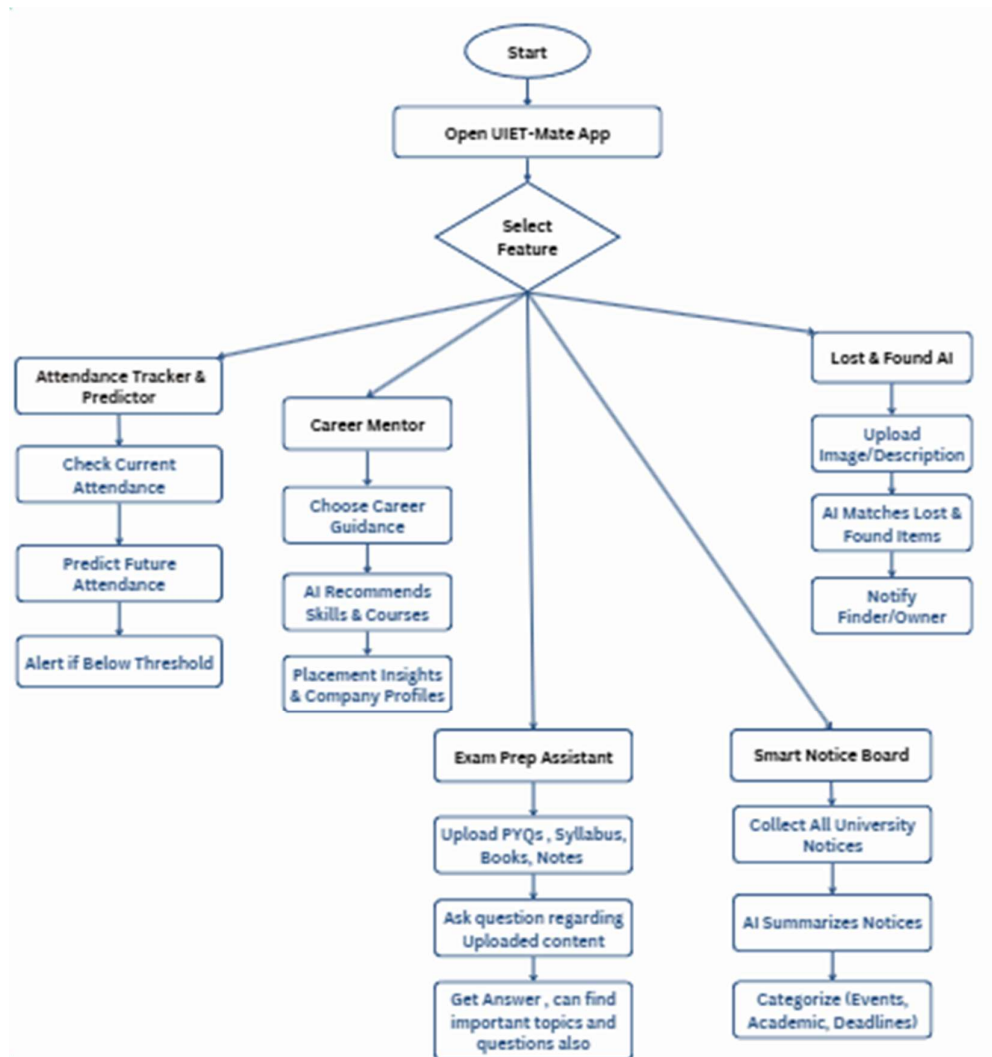 Start
Open UIET-Mate App
Select
Feature
Attendance Tracker &
Predictor
Check Current
Attendance
Predict Future
Attendance
Alert if Below Threshold
Career Mentor
Choose Career
Guidance
AI Recommends
Skills & Courses
Placement Insights
& Company Profiles
Exam Prep Assistant
Upload PYQs , Syllabus,
Books, Notes
Ask question regarding
Uploaded content
Get Answer , can find
important topics and
questions also
Smart Notice Board
Collect All University
Notices
AI Summarizes Notices
Categorize (Events,
Academic, Deadlines)
Lost & Found AI
Upload
Image/Description
AI Matches Lost &
Found Items
Notify
Finder/Owner